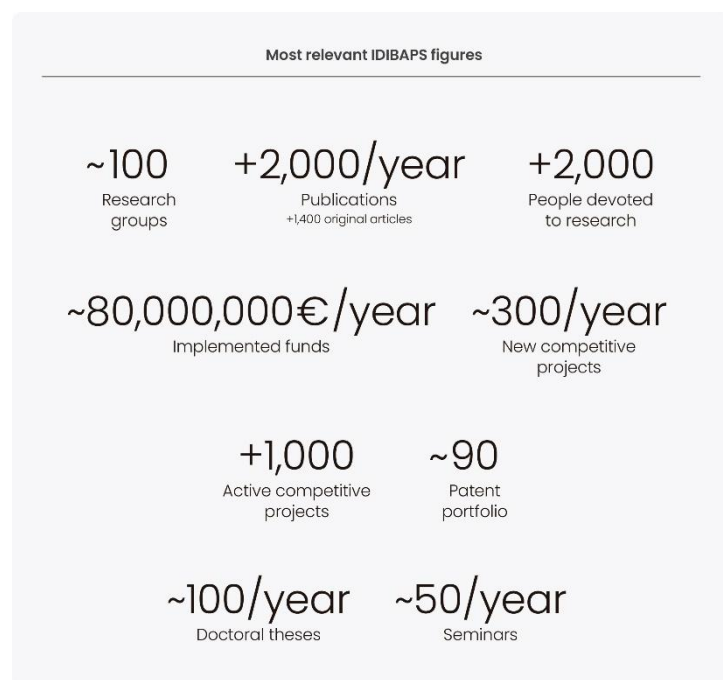 Most relevant IDIBAPS figures
~100
Research
groups
+2,000/year
Publications
+1,400 original articles
+2,000
People devoted
to research
~80,000,000€/year
Implemented funds
~300/year
New competitive
projects
+1,000
Active competitive
projects
~90
Patent
portfolio
~100/year
Doctoral theses
~50/year
Seminars